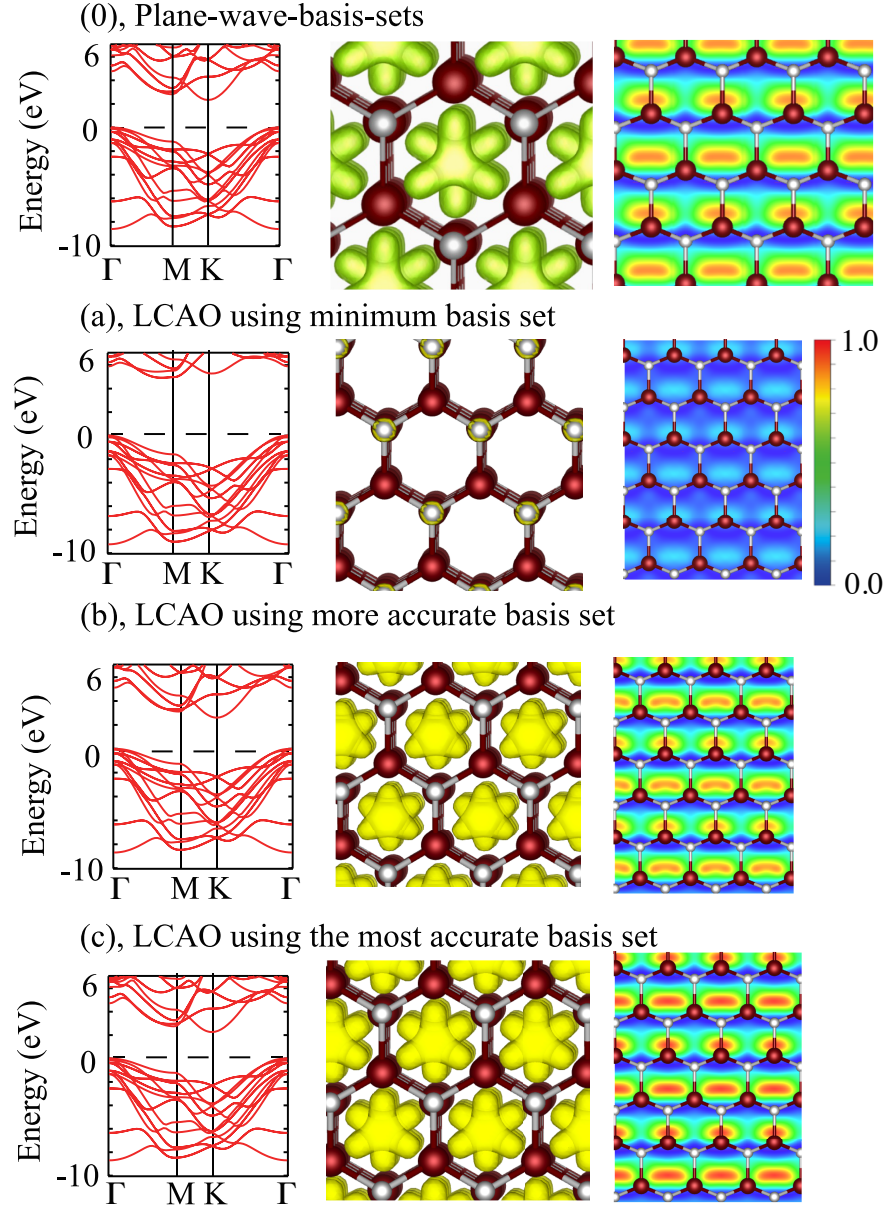 (0), Plane-wave-basis-sets
Energy (eV)
6
0
-10
Γ M K Γ
(a), LCAO using minimum basis set
Energy (eV)
6
0
-10
Γ M K Γ
1.0
0.0
(b), LCAO using more accurate basis set
Energy (eV)
6
0
-10
Γ M K Γ
(c), LCAO using the most accurate basis set
Energy (eV)
6
0
-10
Γ M K Γ